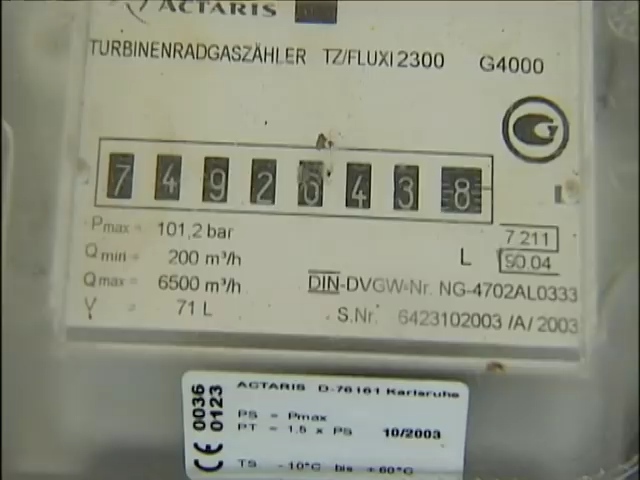 ACTARIS
TURBINENRADGASZÄHLER TZ/FLUXI 2300 G4000
7 4 9 2 6 4 3 8
Pmax = 101,2 bar
Qmin = 200 m³/h
Qmax = 6500 m³/h
V = 71 L
7 211
L 90.04
DIN-DVGW-Nr. NG-4702AL0333
S.Nr. 6423102003 /A/ 2003
CE 0036 0123
ACTARIS D-76161 Karlsruhe
PS = Pmax
PT = 1.5 x PS 10/2003
TS -10°C bis +60°C